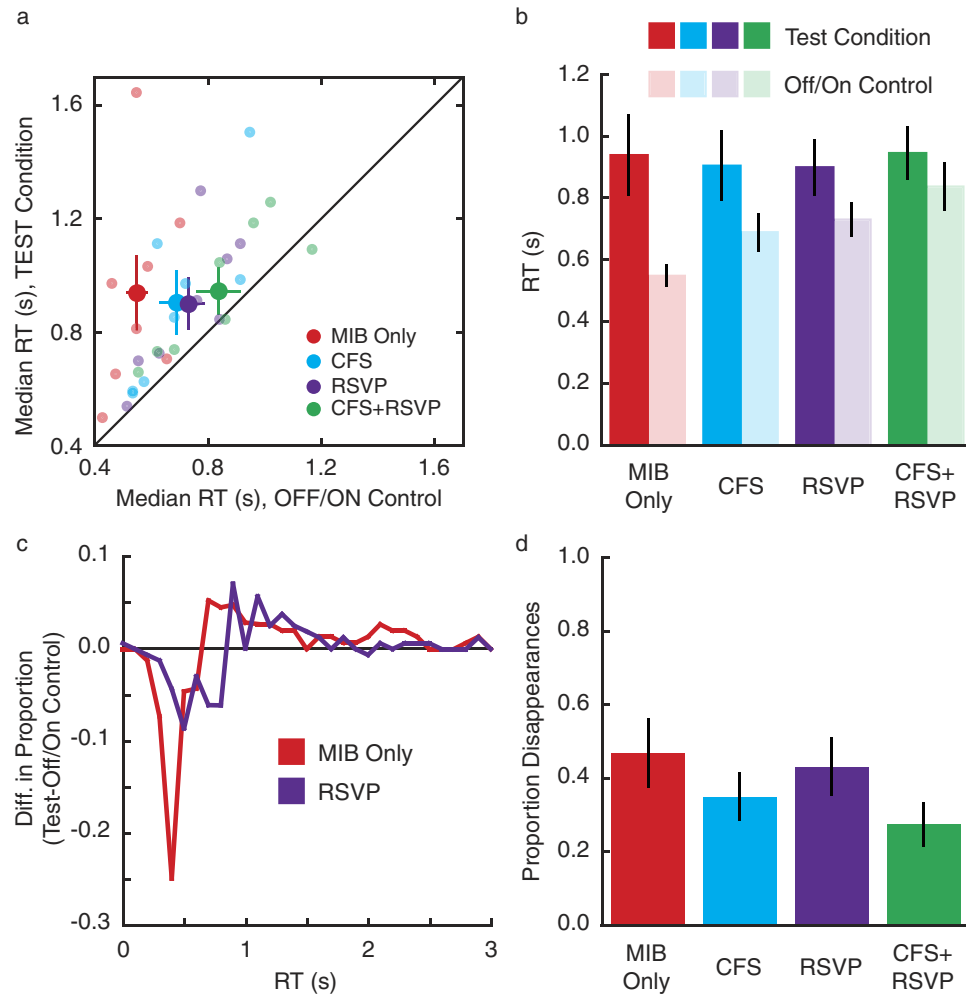 a
1.6
1.2
0.8
0.4
Median RT (s), TEST Condition
MIB Only
CFS
RSVP
CFS+RSVP
0.4
0.8
1.2
1.6
Median RT (s), OFF/ON Control
b
Test Condition
Off/On Control
1.2
1.0
0.8
0.6
0.4
0.2
0.0
RT (s)
MIB
Only
CFS
RSVP
CFS+
RSVP
c
0.1
0.0
-0.1
-0.2
-0.3
Diff. in Proportion
(Test-Off/On Control)
MIB Only
RSVP
0
1
2
3
RT (s)
d
1.0
0.8
0.6
0.4
0.2
0.0
Proportion Disappearances
MIB
Only
CFS
RSVP
CFS+
RSVP